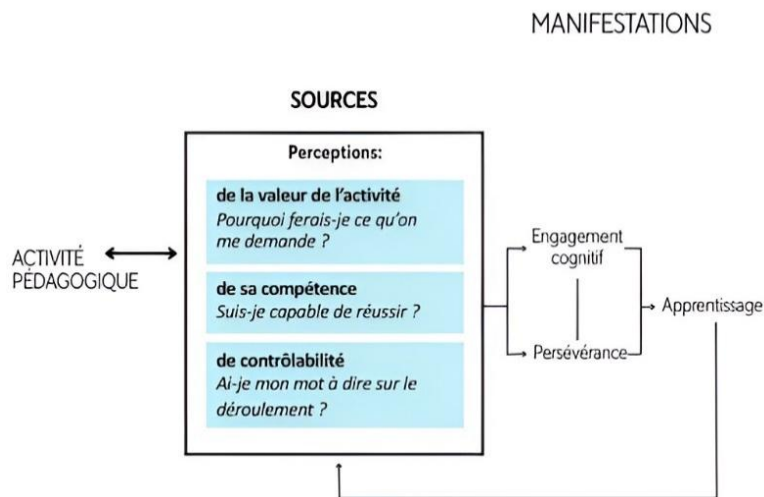 MANIFESTATIONS
SOURCES
Perceptions:
de la valeur de l'activité
Pourquoi ferais-je ce qu'on
me demande ?
de sa compétence
Suis-je capable de réussir ?
de contrôlabilité
Ai-je mon mot à dire sur le
déroulement ?
ACTIVITÉ
PÉDAGOGIQUE
Engagement
cognitif
Persévérance
Apprentissage